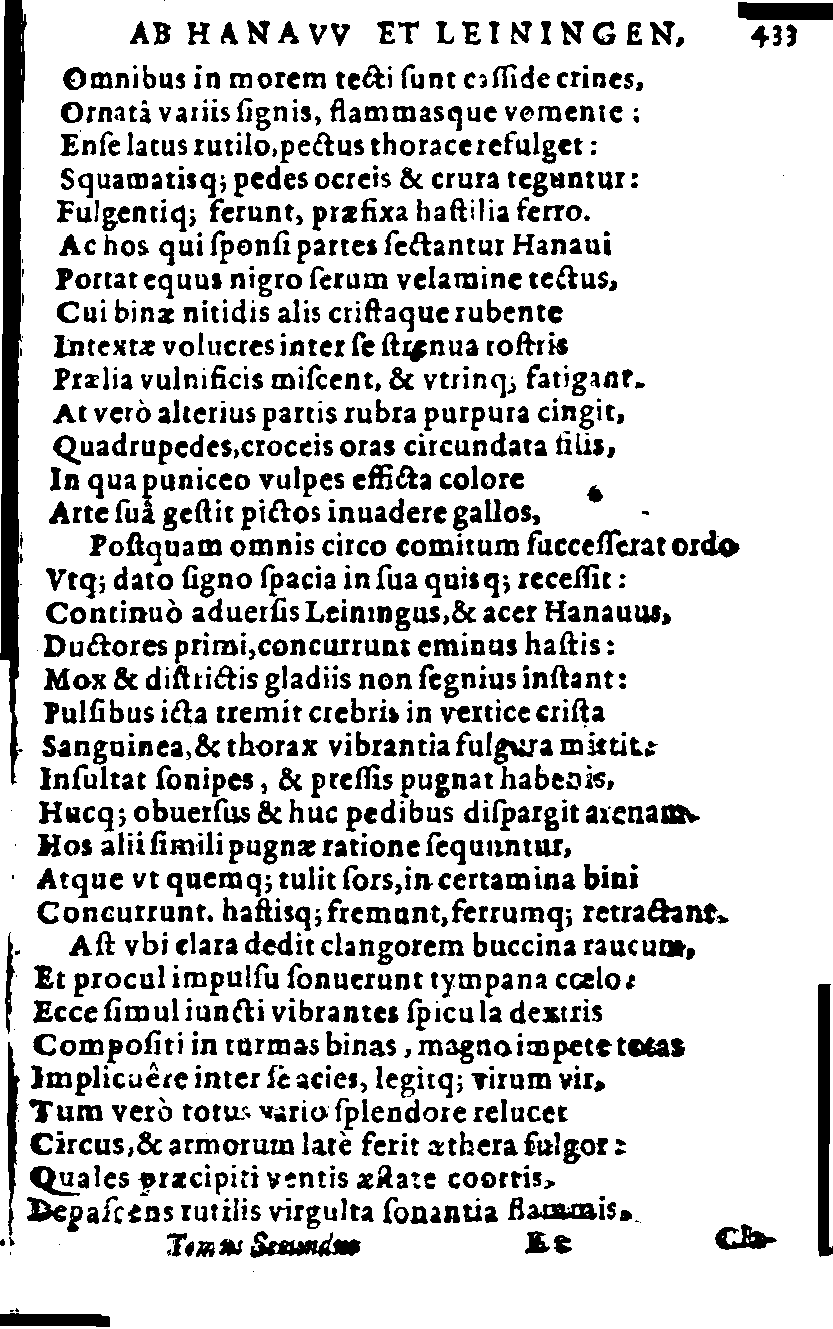 AB HANAVV ET LEININGEN, 433
Omnibus in morem tecti ſunt caſſide crines,
Ornatâ variis ſignis, flammasque vomente :
Enſe latus rutilo, pectus thorace refulget :
Squamatisq; pedes ocreis & crura teguntur:
Fulgentiq; ferunt, præfixa haſtilia ferro.
Ac hos qui ſponſi partes ſectantur Hanaui
Portat equus nigro ſerum velamine tectus,
Cui binæ nitidis alis criſtaque rubente
Intextæ volucres inter ſe ſtrenua roſtris
Prælia vulnificis miſcent, & vtrinq; fatigant.
At verò alterius partis rubra purpura cingit,
Quadrupedes, croceis oras circundata filis,
In qua puniceo vulpes efficta colore
Arte ſuâ geſtit pictos inuadere gallos,
Poſtquam omnis circo comitum ſucceſſerat ordo
Vtq; dato ſigno ſpacia in ſua quisq; receſſit :
Continuò aduerſis Leiningus, & acer Hanauus,
Ductores primi, concurrunt eminus haſtis :
Mox & diſtrictis gladiis non ſegnius inſtant :
Pulſibus icta tremit crebris in vertice criſta
Sanguinea, & thorax vibrantia fulgura mittit.
Inſultat ſonipes, & preſſis pugnat habenis,
Hucq; obuerſus & huc pedibus diſpargit arenam.
Hos alii ſimili pugnæ ratione ſequuntur,
Atque vt quemq; tulit ſors, in certamina bini
Concurrunt. haſtisq; fremunt, ferrumq; retractant.
Aſt vbi clara dedit clangorem buccina raucum,
Et procul impulſu ſonuerunt tympana cœlo:
Ecce ſimul iuncti vibrantes ſpicula dextris
Compoſiti in turmas binas, magno impete totas
Implicuêre inter ſe acies, legitq; virum vir,
Tum verò totus vario ſplendore relucet
Circus, & armorum latè ferit æthera fulgor :
Quales præcipiti ventis æſtate coortis,
Depaſcens rutilis virgulta ſonantia flammis.
Tomus Secundus Ee